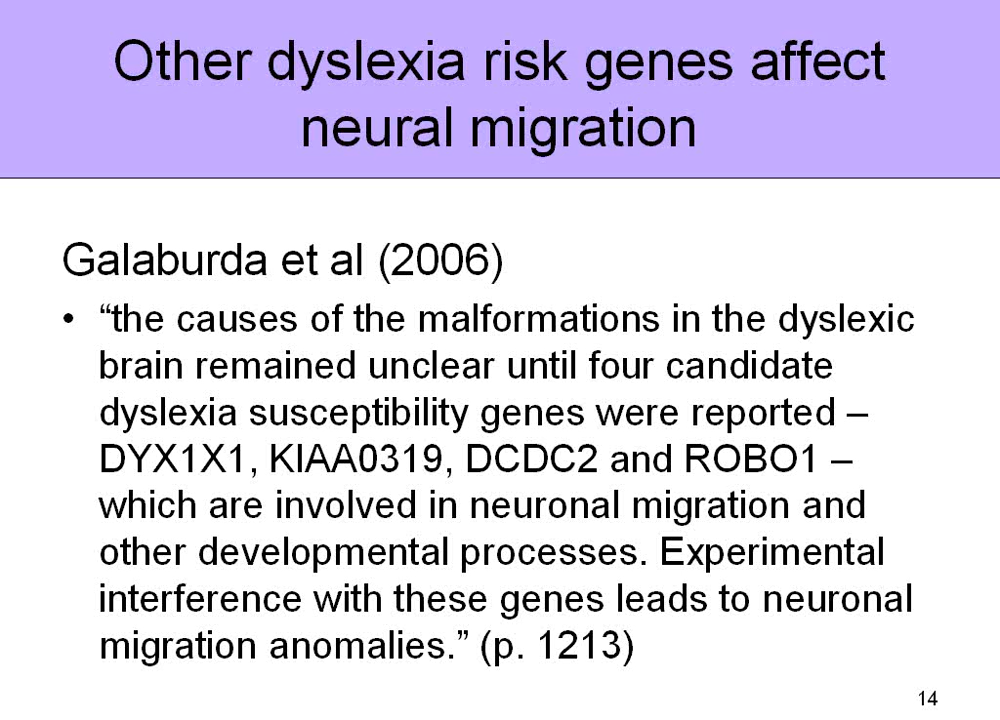 Other dyslexia risk genes affect
neural migration
Galaburda et al (2006)
• “the causes of the malformations in the dyslexic
brain remained unclear until four candidate
dyslexia susceptibility genes were reported –
DYX1X1, KIAA0319, DCDC2 and ROBO1 –
which are involved in neuronal migration and
other developmental processes. Experimental
interference with these genes leads to neuronal
migration anomalies.” (p. 1213)
14